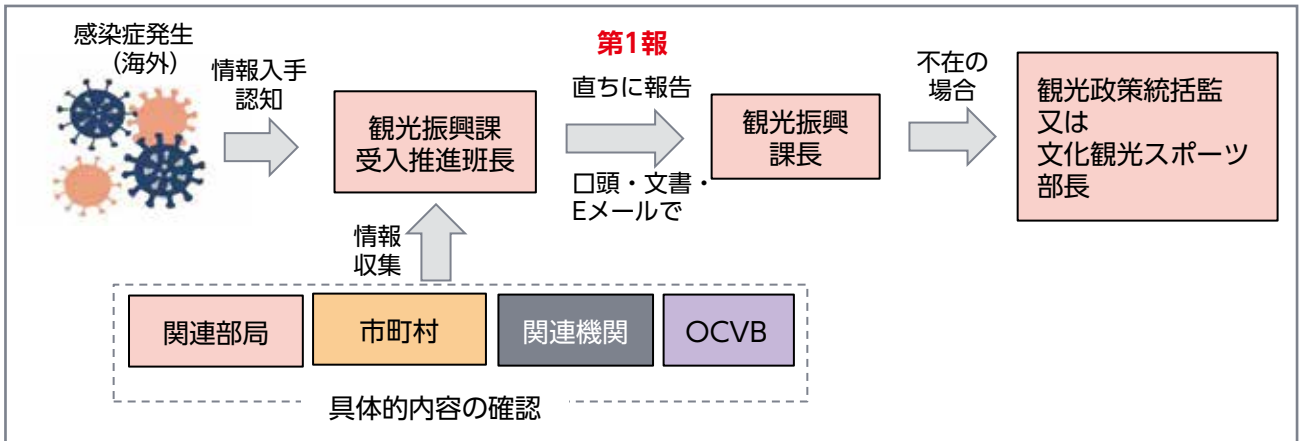 感染症発生
（海外）
情報入手
認知
観光振興課
受入推進班長
第1報
直ちに報告
口頭・文書・
Eメールで
観光振興
課長
不在の
場合
観光政策統括監
又は
文化観光スポーツ
部長
情報
収集
関連部局
市町村
関連機関
OCVB
具体的内容の確認